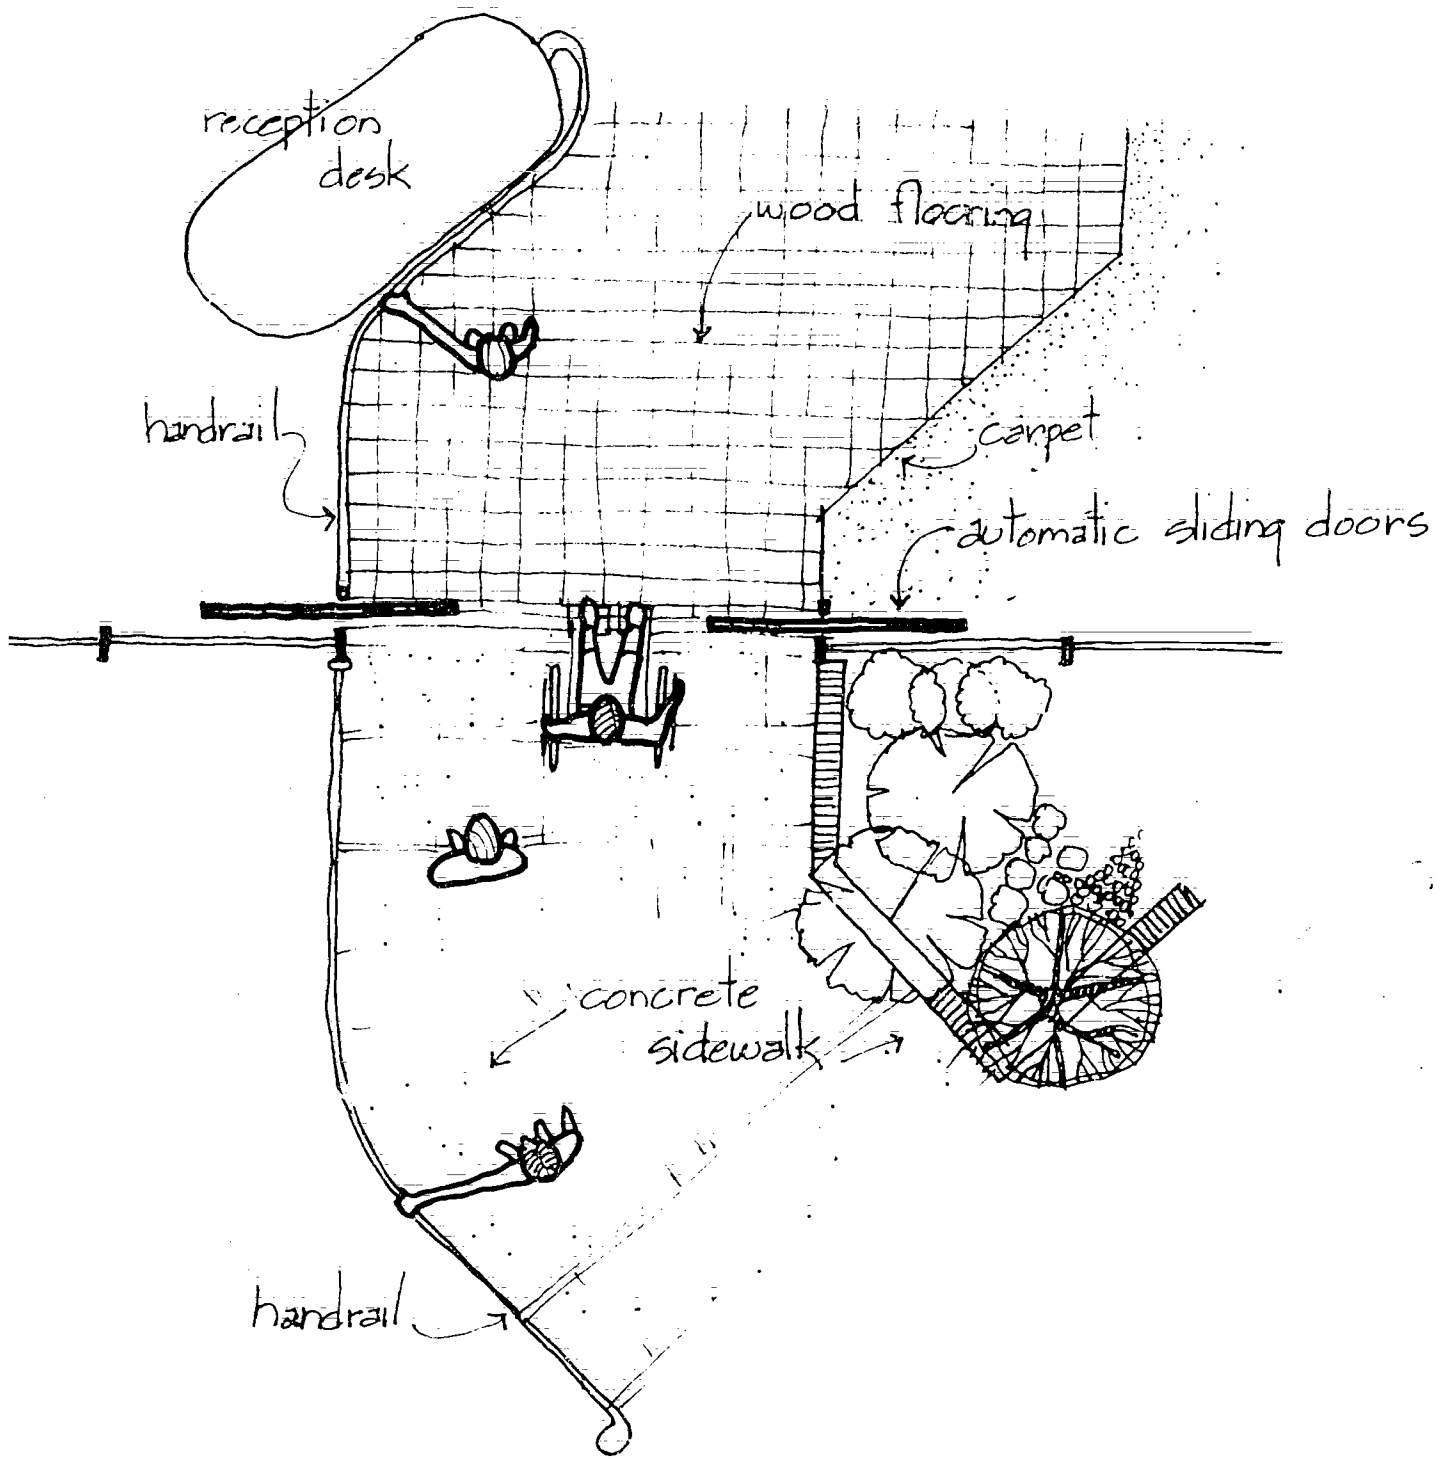 reception
desk
wood flooring
handrail
carpet
automatic sliding doors
concrete
sidewalk
handrail